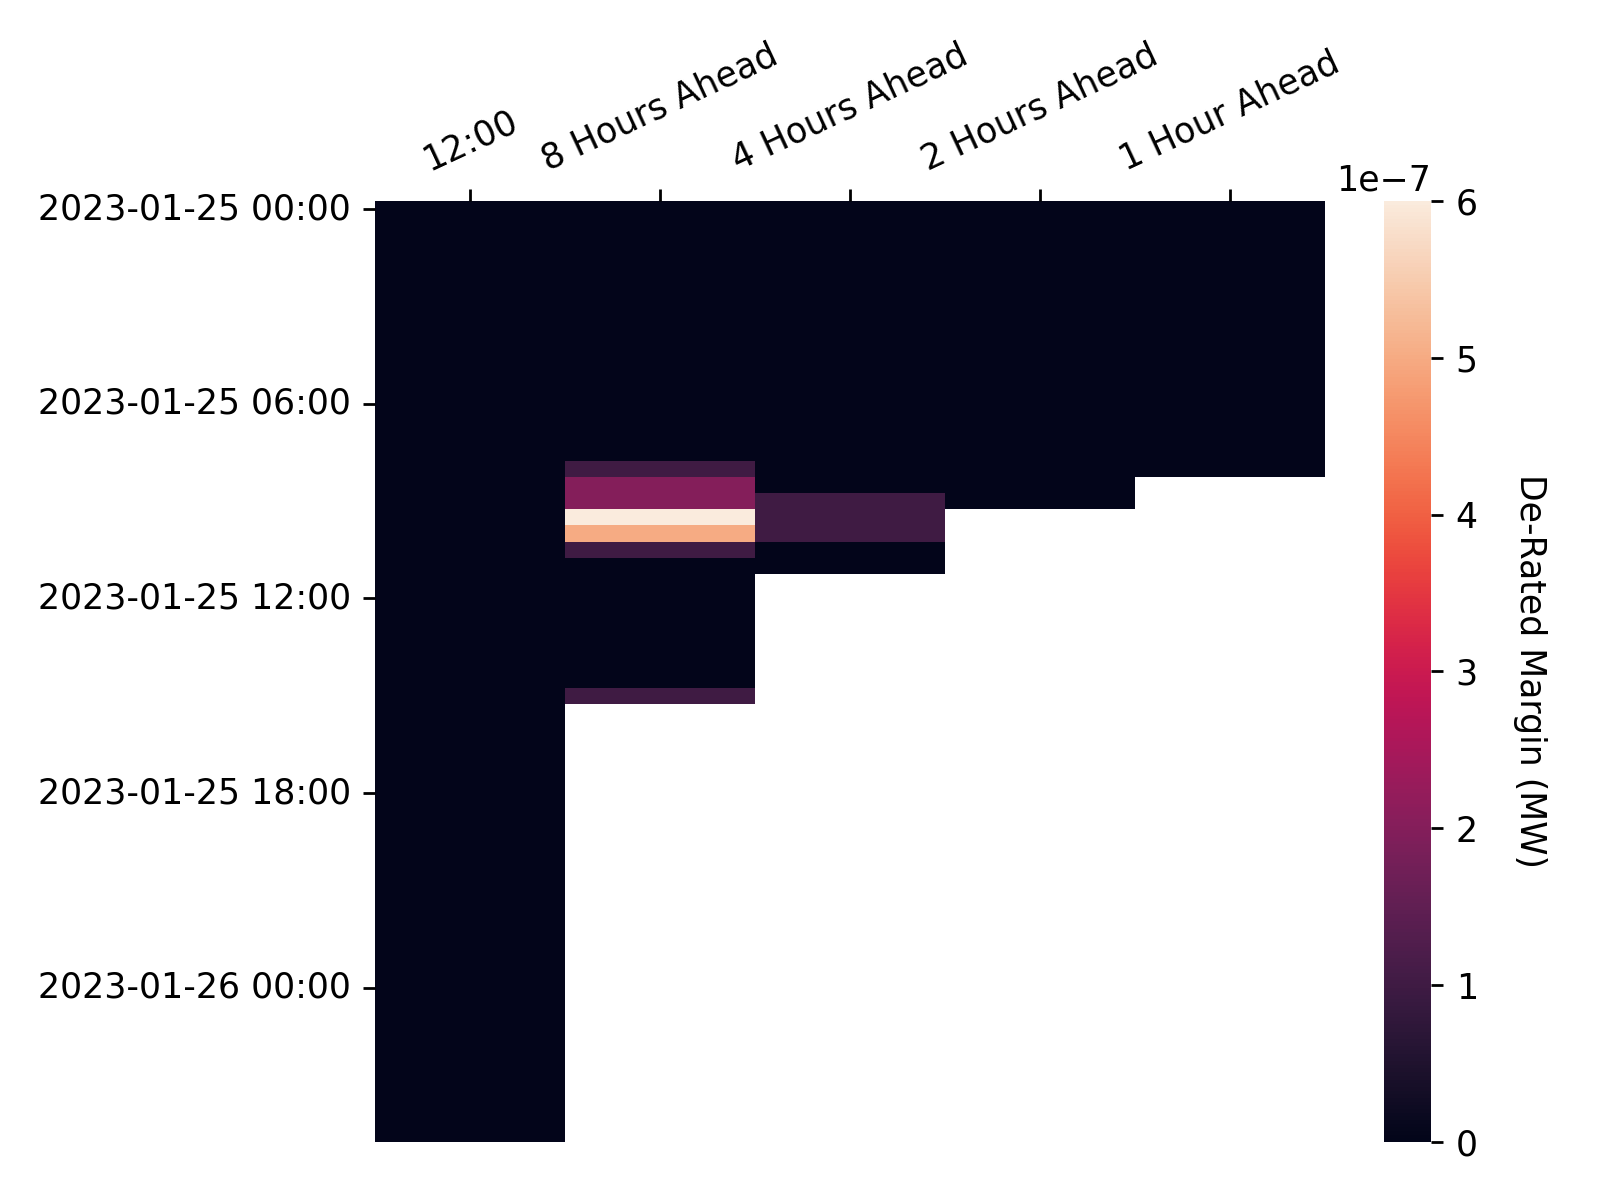 12:00
8 Hours Ahead
4 Hours Ahead
2 Hours Ahead
1 Hour Ahead
2023-01-25 00:00
2023-01-25 06:00
2023-01-25 12:00
2023-01-25 18:00
2023-01-26 00:00
1e−7
6
5
4
3
2
1
0
De-Rated Margin (MW)